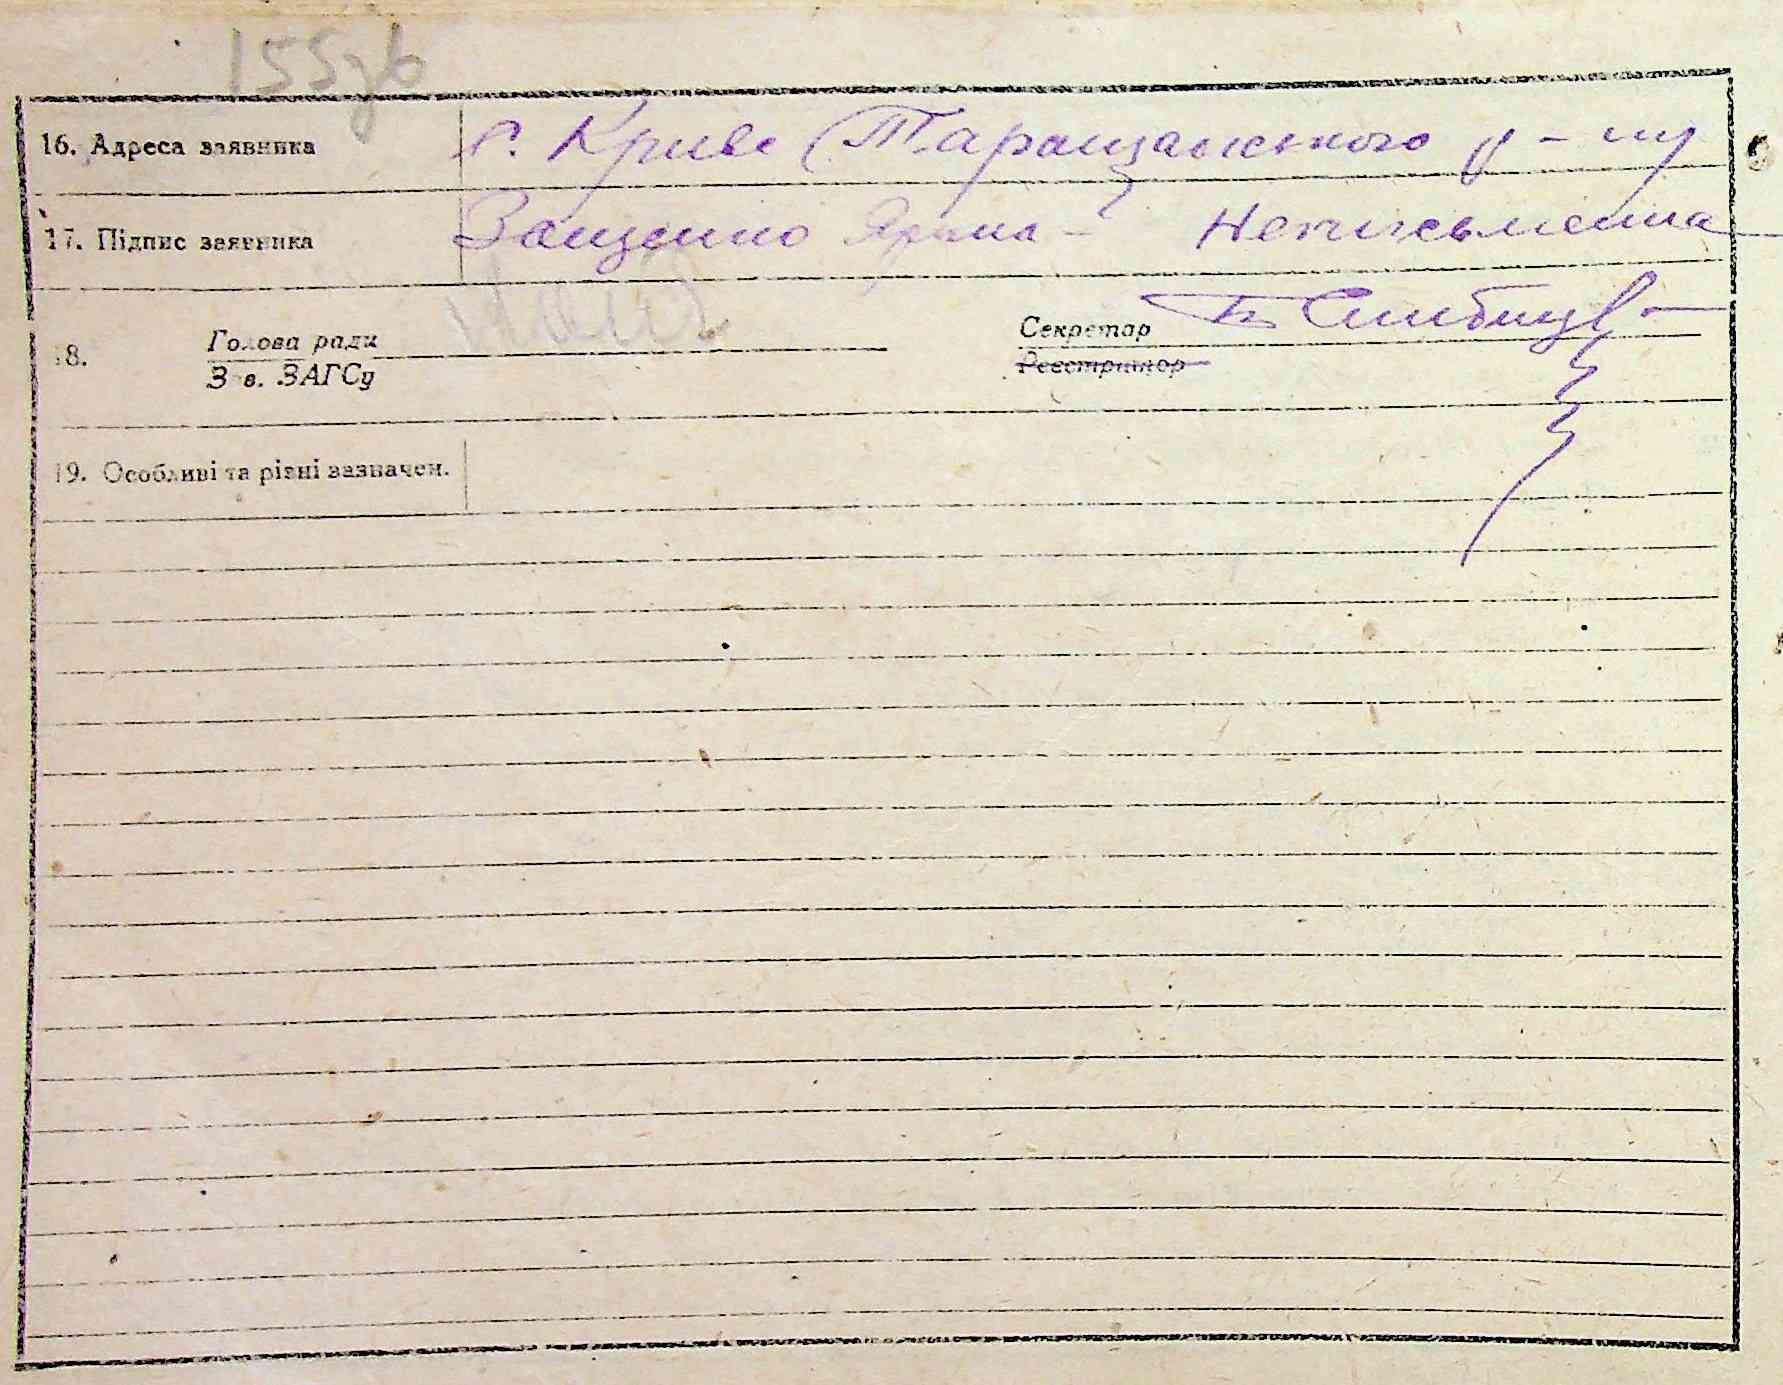 155зв
16. Адреса заявника с. Криве Таращанського р-ну
17. Підпис заявника Защенко Ярина - Неписьменна
18. Голова ради Секретар
Зав. ЗАГСу Реєстратор
19. Особливі та різні зазначен.